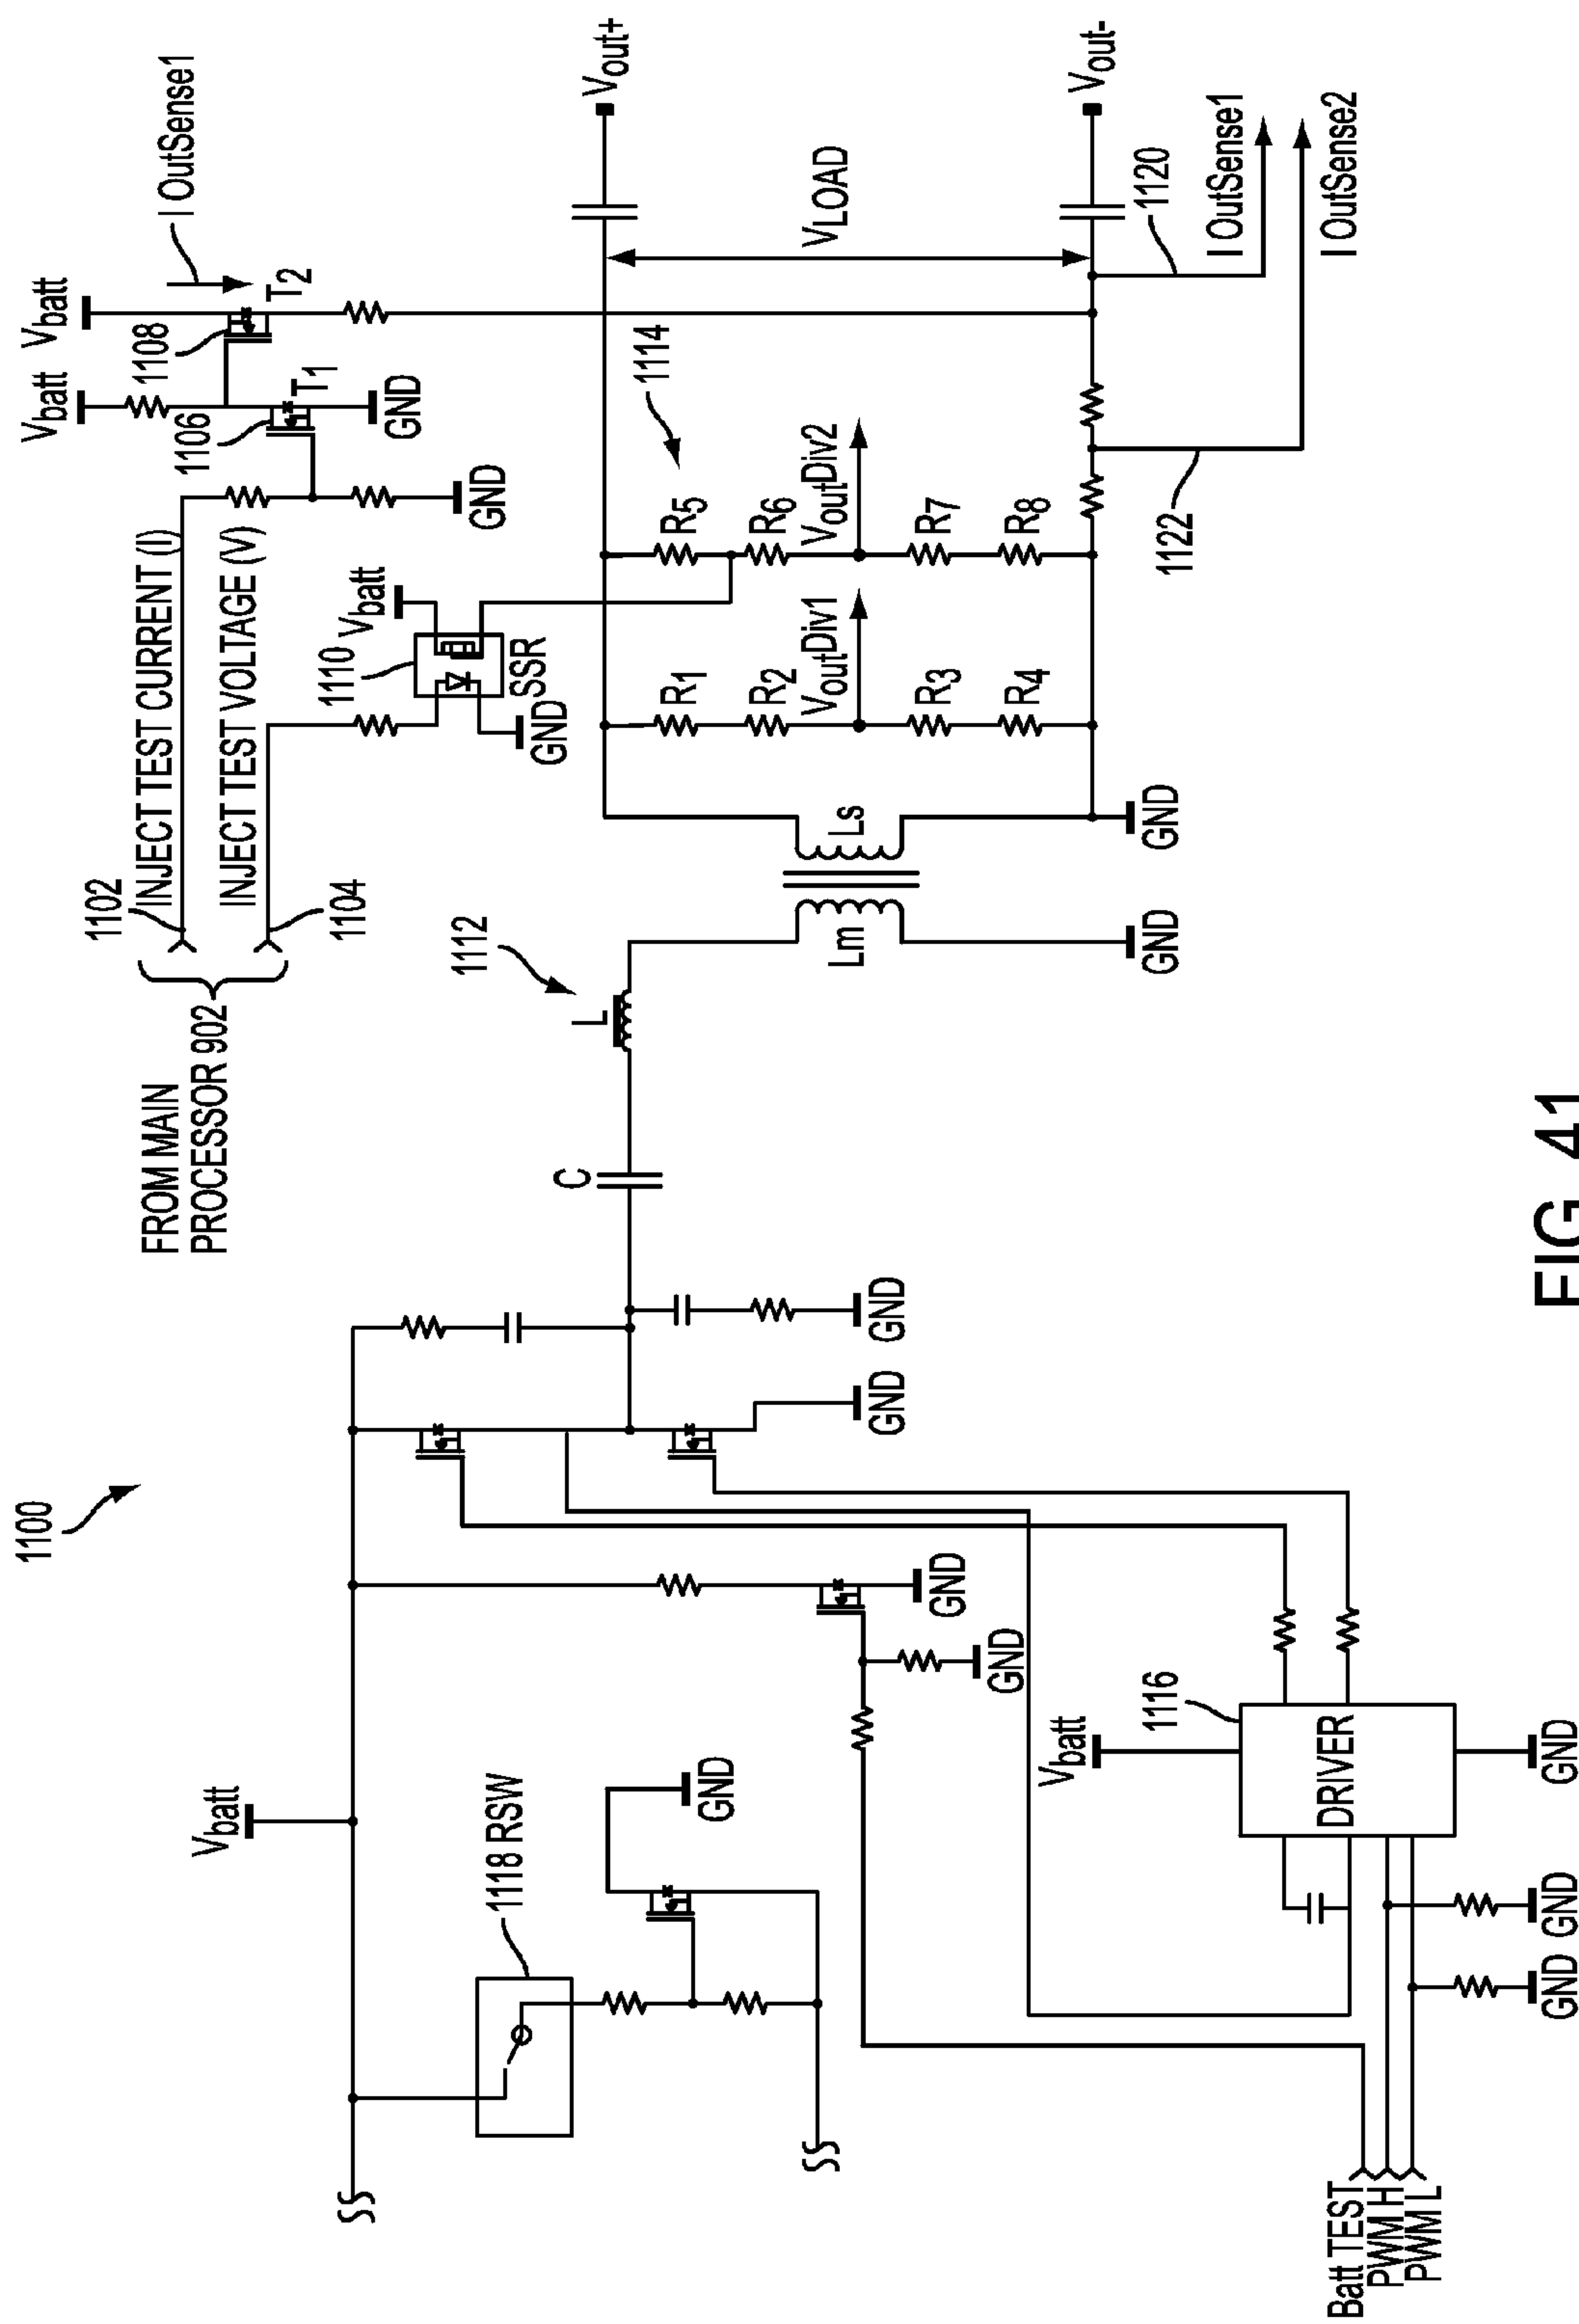 1100
FROM MAIN
PROCESSOR 902
1102
INJECT TEST CURRENT (I)
INJECT TEST VOLTAGE (V)
1104
Vbatt
Vbatt
I OutSense1
1106
1108
T1
T2
GND
GND
1110
Vbatt
SSR
GND
1112
1114
Vout+
VLOAD
Vout-
R1
R2
VoutDiv1
R3
R4
R5
R6
VoutDiv2
R7
R8
C
L
Lm
Ls
GND
GND
1120
1122
I OutSense1
I OutSense2
Vbatt
1118 RSW
GND
GND
GND
GND
GND
Vbatt
1116
DRIVER
GND
GND
GND
Batt TEST
PWM H
PWM L
FIG. 41